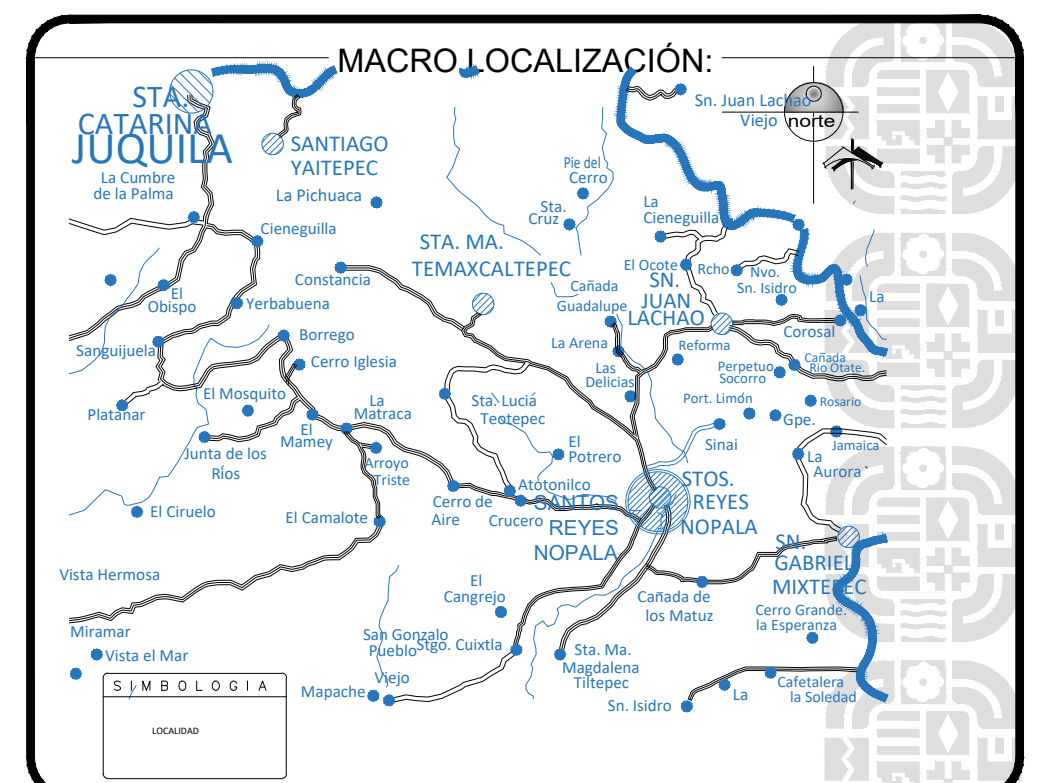 MACRO LOCALIZACIÓN:
STA.
CATARINA
JUQUILA
SANTIAGO
YAITEPEC
Sn. Juan Lachao
Viejo
norte
La Cumbre
de la Palma
La Pichuaca
Pie del
Cerro
Sta.
Cruz
La
Cieneguilla
Cieneguilla
STA. MA.
TEMAXCALTEPEC
Constancia
El Ocote
Rcho
Nvo.
Sn. Isidro
SN.
JUAN
LACHAO
Cañada
Guadalupe
El
Obispo
Yerbabuena
La
Corosal
Borrego
Sanguijuela
La Arena
Reforma
Cerro Iglesia
Las
Delicias
Perpetuo
Socorro
Cañada
Rio Otate.
El Mosquito
La
Matraca
Sta. Lucia
Teotepec
Port. Limón
Rosario
Platanar
Gpe.
El
Mamey
Sinai
Jamaica
Junta de los
Ríos
Arroyo
Triste
El
Potrero
La
Aurora
Atotonilco
STOS.
REYES
NOPALA
El Ciruelo
El Camalote
Cerro de
Aire
Crucero
SANTOS
REYES
NOPALA
SN.
GABRIEL
MIXTEPEC
Vista Hermosa
El
Cangrejo
Cañada de
los Matuz
Cerro Grande.
la Esperanza
Miramar
Vista el Mar
San Gonzalo
Pueblo
Viejo
Stgo. Cuixtla
Sta. Ma.
Magdalena
Tiltepec
Mapache
Sn. Isidro
La
Cafetalera
la Soledad
SIMBOLOGIA
LOCALIDAD